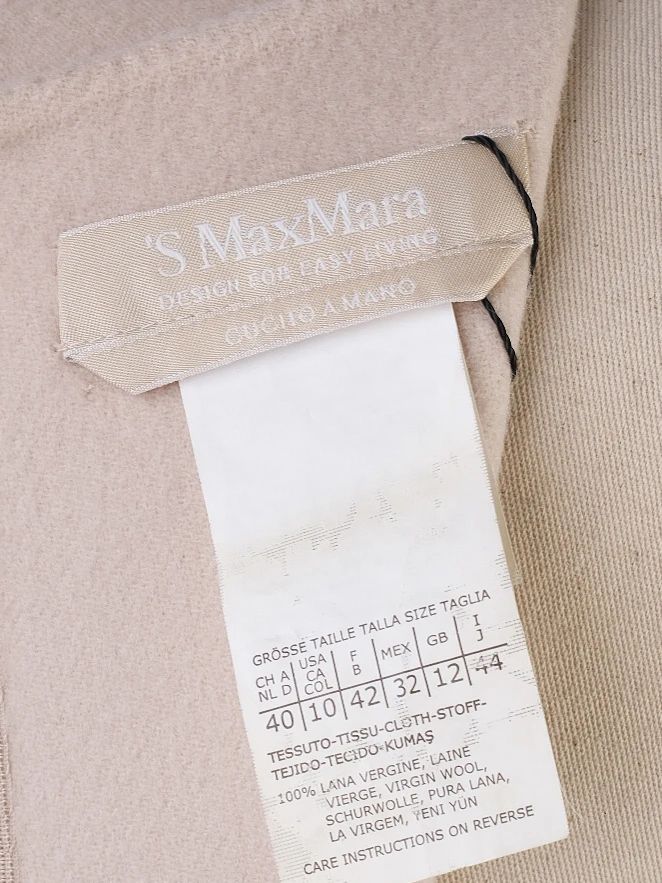 'S MaxMara
DESIGN FOR EASY LIVING
CUCITO A MANO
GRÖSSE TAILLE TALLA SIZE TAGLIA
CH A NL D USA CA COL F B MEX GB I J
40 10 42 32 12 44
TESSUTO-TISSU-CLOTH-STOFF-
TEJIDO-TECIDO-KUMAŞ
100% LANA VERGINE, LAINE
VIERGE, VIRGIN WOOL,
SCHURWOLLE, PURA LANA,
LA VIRGEM, YENI YÜN
CARE INSTRUCTIONS ON REVERSE